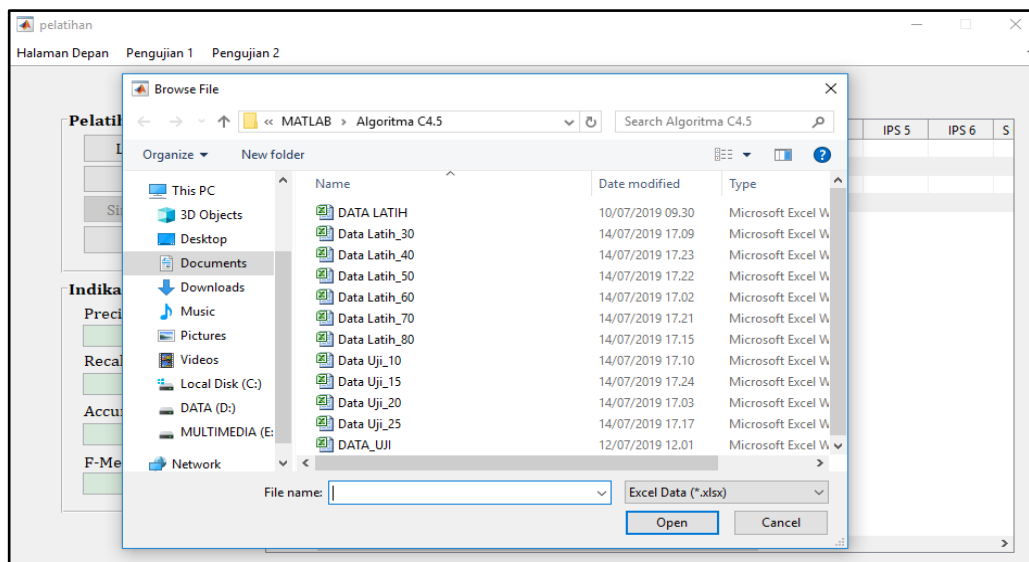 pelatihan
Halaman Depan Pengujian 1 Pengujian 2
Browse File
« MATLAB › Algoritma C4.5
Search Algoritma C4.5
Organize New folder
This PC
3D Objects
Desktop
Documents
Downloads
Music
Pictures
Videos
Local Disk (C:)
DATA (D:)
MULTIMEDIA (E:
Network
Name Date modified Type
DATA LATIH 10/07/2019 09.30 Microsoft Excel W
Data Latih_30 14/07/2019 17.09 Microsoft Excel W
Data Latih_40 14/07/2019 17.23 Microsoft Excel W
Data Latih_50 14/07/2019 17.22 Microsoft Excel W
Data Latih_60 14/07/2019 17.02 Microsoft Excel W
Data Latih_70 14/07/2019 17.21 Microsoft Excel W
Data Latih_80 14/07/2019 17.15 Microsoft Excel W
Data Uji_10 14/07/2019 17.10 Microsoft Excel W
Data Uji_15 14/07/2019 17.24 Microsoft Excel W
Data Uji_20 14/07/2019 17.03 Microsoft Excel W
Data Uji_25 14/07/2019 17.17 Microsoft Excel W
DATA_UJI 12/07/2019 12.01 Microsoft Excel W
File name: Excel Data (*.xlsx)
Open Cancel
IPS 5 IPS 6 S